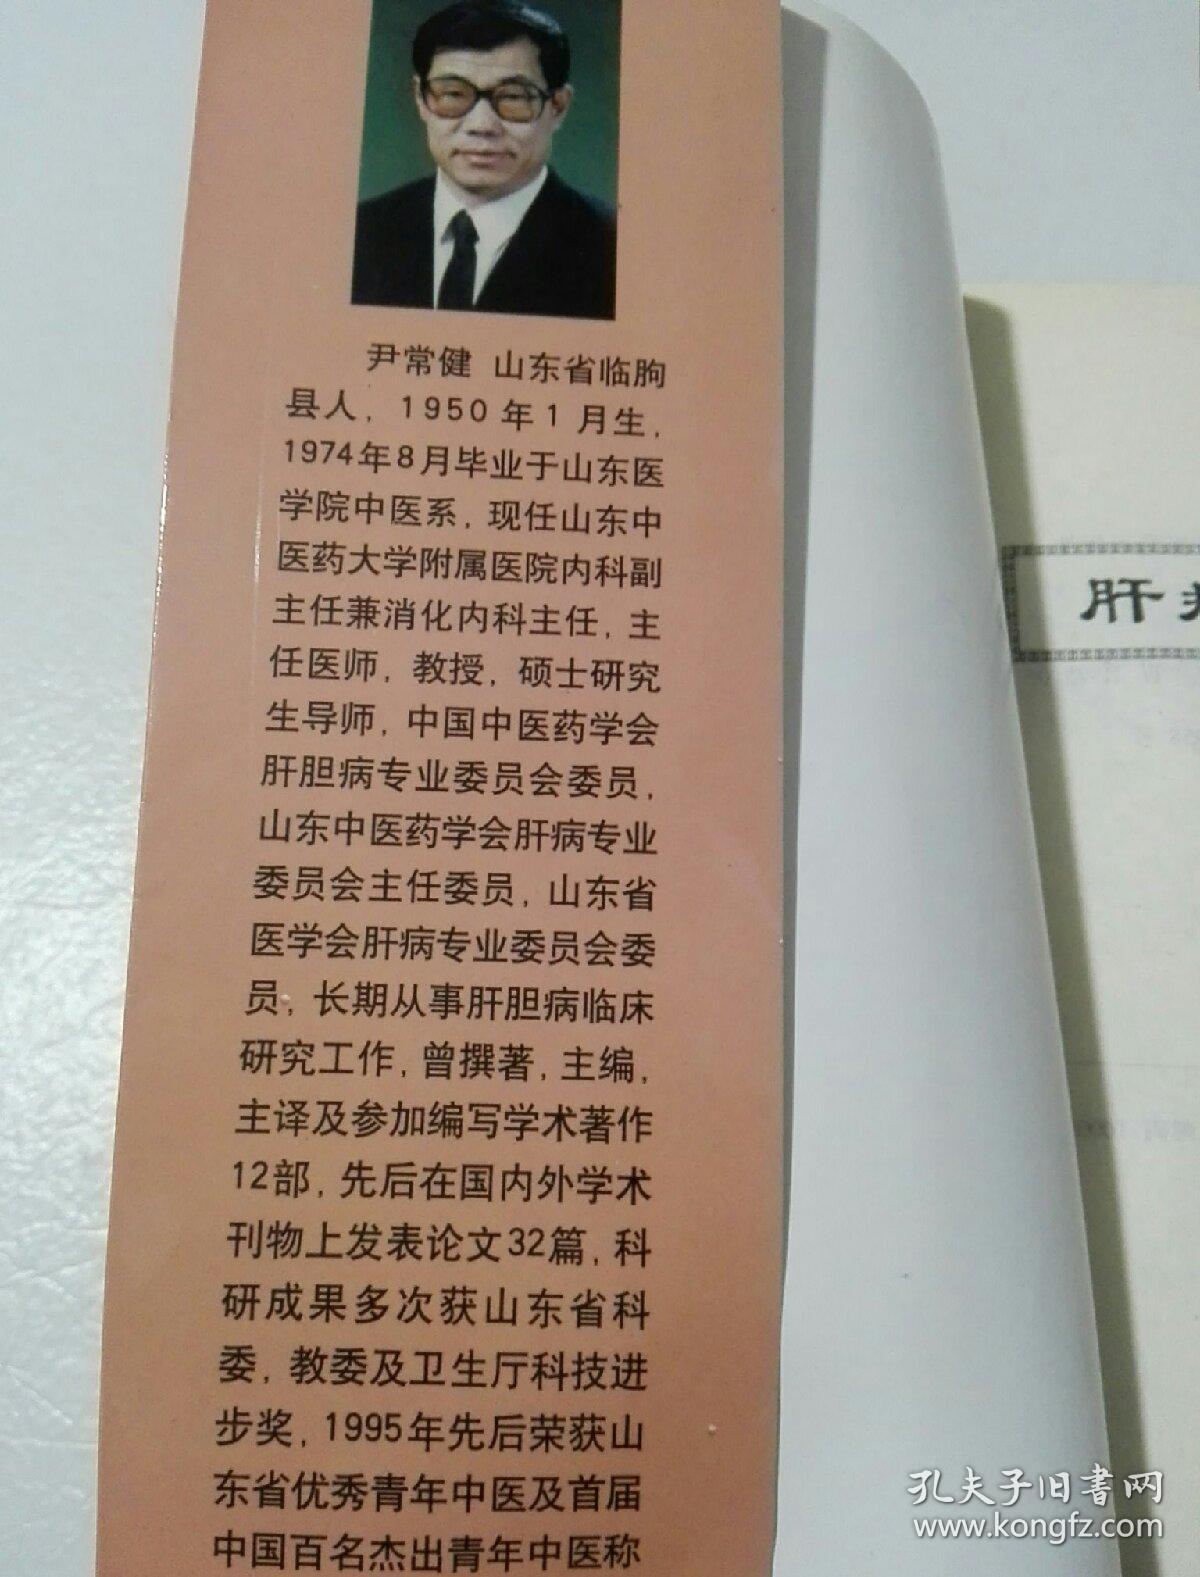 尹常健 山东省临朐
县人，1950年1月生，
1974年8月毕业于山东医
学院中医系，现任山东中
医药大学附属医院内科副
主任兼消化内科主任，主
任医师，教授，硕士研究
生导师，中国中医药学会
肝胆病专业委员会委员，
山东中医药学会肝病专业
委员会主任委员，山东省
医学会肝病专业委员会委
员；长期从事肝胆病临床
研究工作，曾撰著，主编，
主译及参加编写学术著作
12部，先后在国内外学术
刊物上发表论文32篇，科
研成果多次获山东省科
委，教委及卫生厅科技进
步奖，1995年先后荣获山
东省优秀青年中医及首届
中国百名杰出青年中医称
肝
孔夫子旧书网
www.kongfz.com